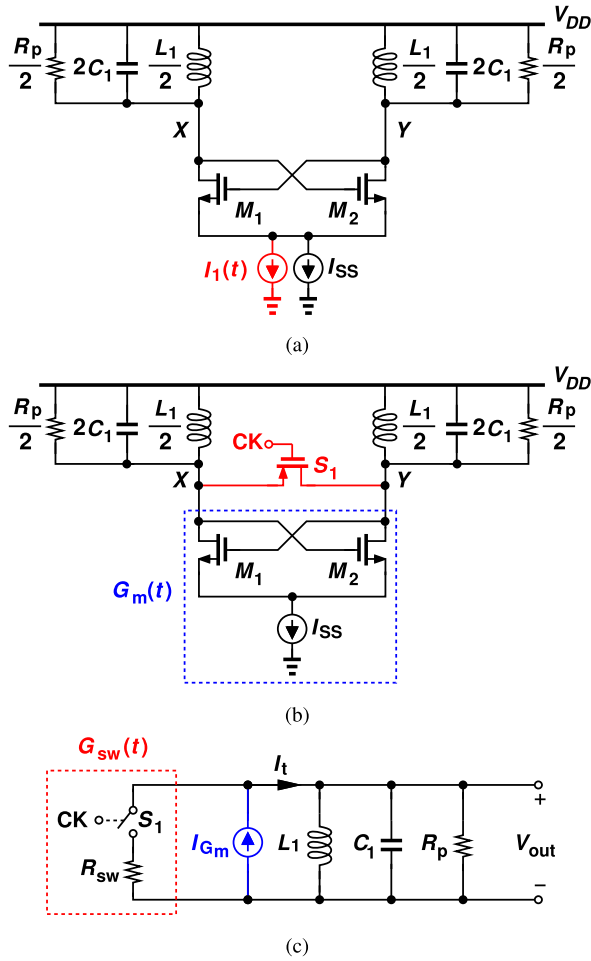 V_DD
R_p/2 2C_1 L_1/2 L_1/2 2C_1 R_p/2
X Y
M_1 M_2
I_1(t) I_SS
(a)
V_DD
R_p/2 2C_1 L_1/2 L_1/2 2C_1 R_p/2
CK
S_1
X Y
M_1 M_2
G_m(t)
I_SS
(b)
G_sw(t)
I_t
CK S_1 I_Gm L_1 C_1 R_p V_out
+
R_sw
−
(c)